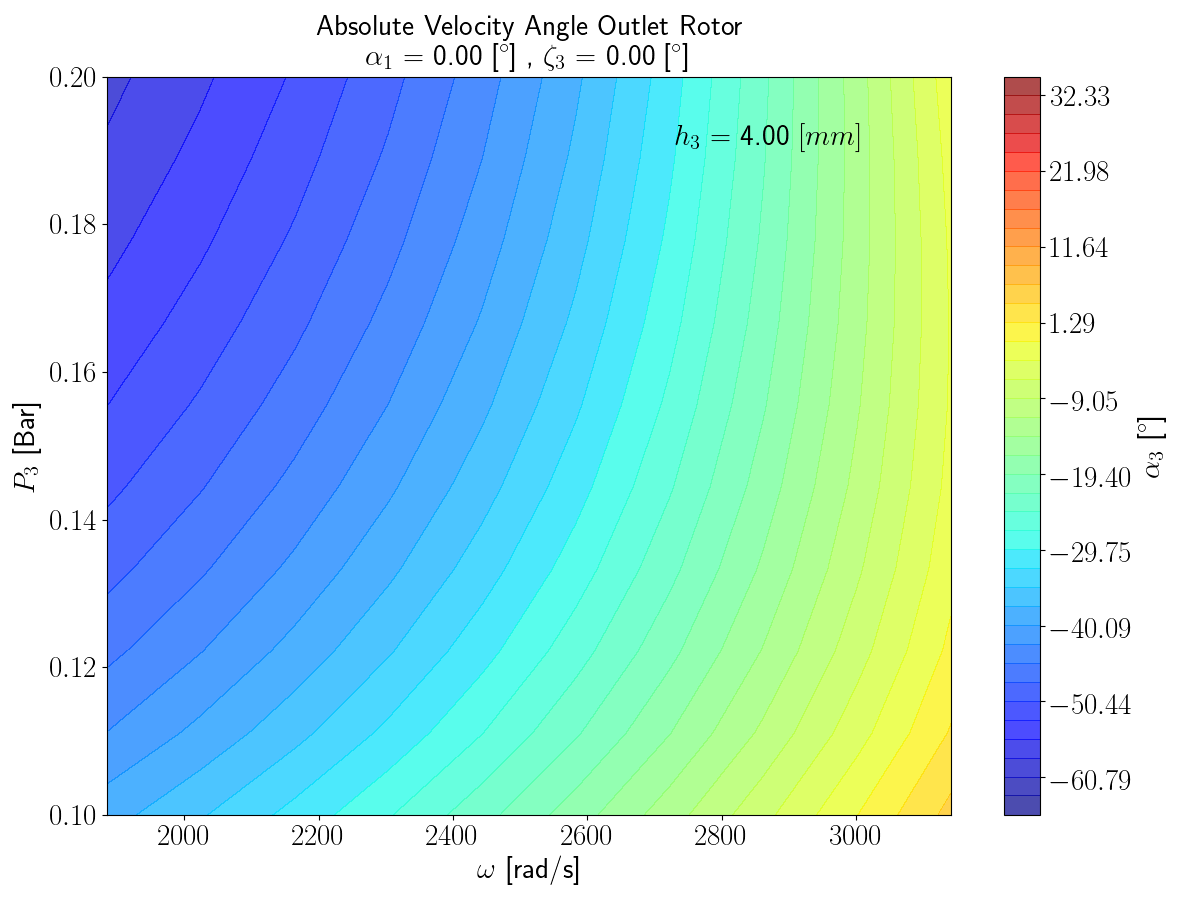 Absolute Velocity Angle Outlet Rotor
α₁ = 0.00 [°] , ζ₃ = 0.00 [°]
h₃ = 4.00 [mm]
P₃ [Bar]
0.20
0.18
0.16
0.14
0.12
0.10
2000 2200 2400 2600 2800 3000
ω [rad/s]
32.33
21.98
11.64
1.29
−9.05
−19.40
−29.75
−40.09
−50.44
−60.79
α₃ [°]